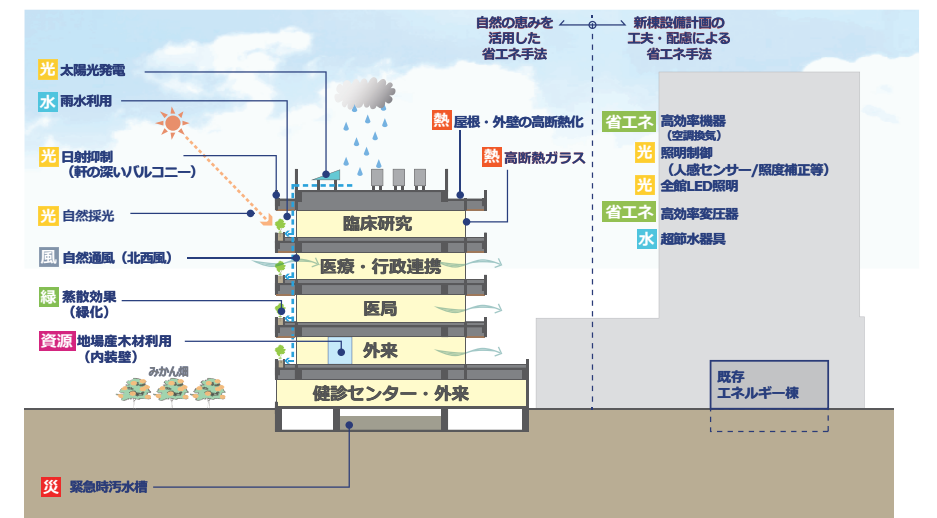 自然の恵みを
活用した
省エネ手法
新棟設備計画の
工夫・配慮による
省エネ手法
光 太陽光発電
水 雨水利用
光 日射抑制
（軒の深いバルコニー）
光 自然採光
風 自然通風（北西風）
緑 蒸散効果
（緑化）
資源 地場産木材利用
（内装壁）
みかん畑
災 緊急時汚水槽
熱 屋根・外壁の高断熱化
熱 高断熱ガラス
臨床研究
医療・行政連携
医局
外来
健診センター・外来
省エネ 高効率機器
（空調換気）
光 照明制御
（人感センサー/照度補正等）
光 全館LED照明
省エネ 高効率変圧器
水 超節水器具
既存
エネルギー棟